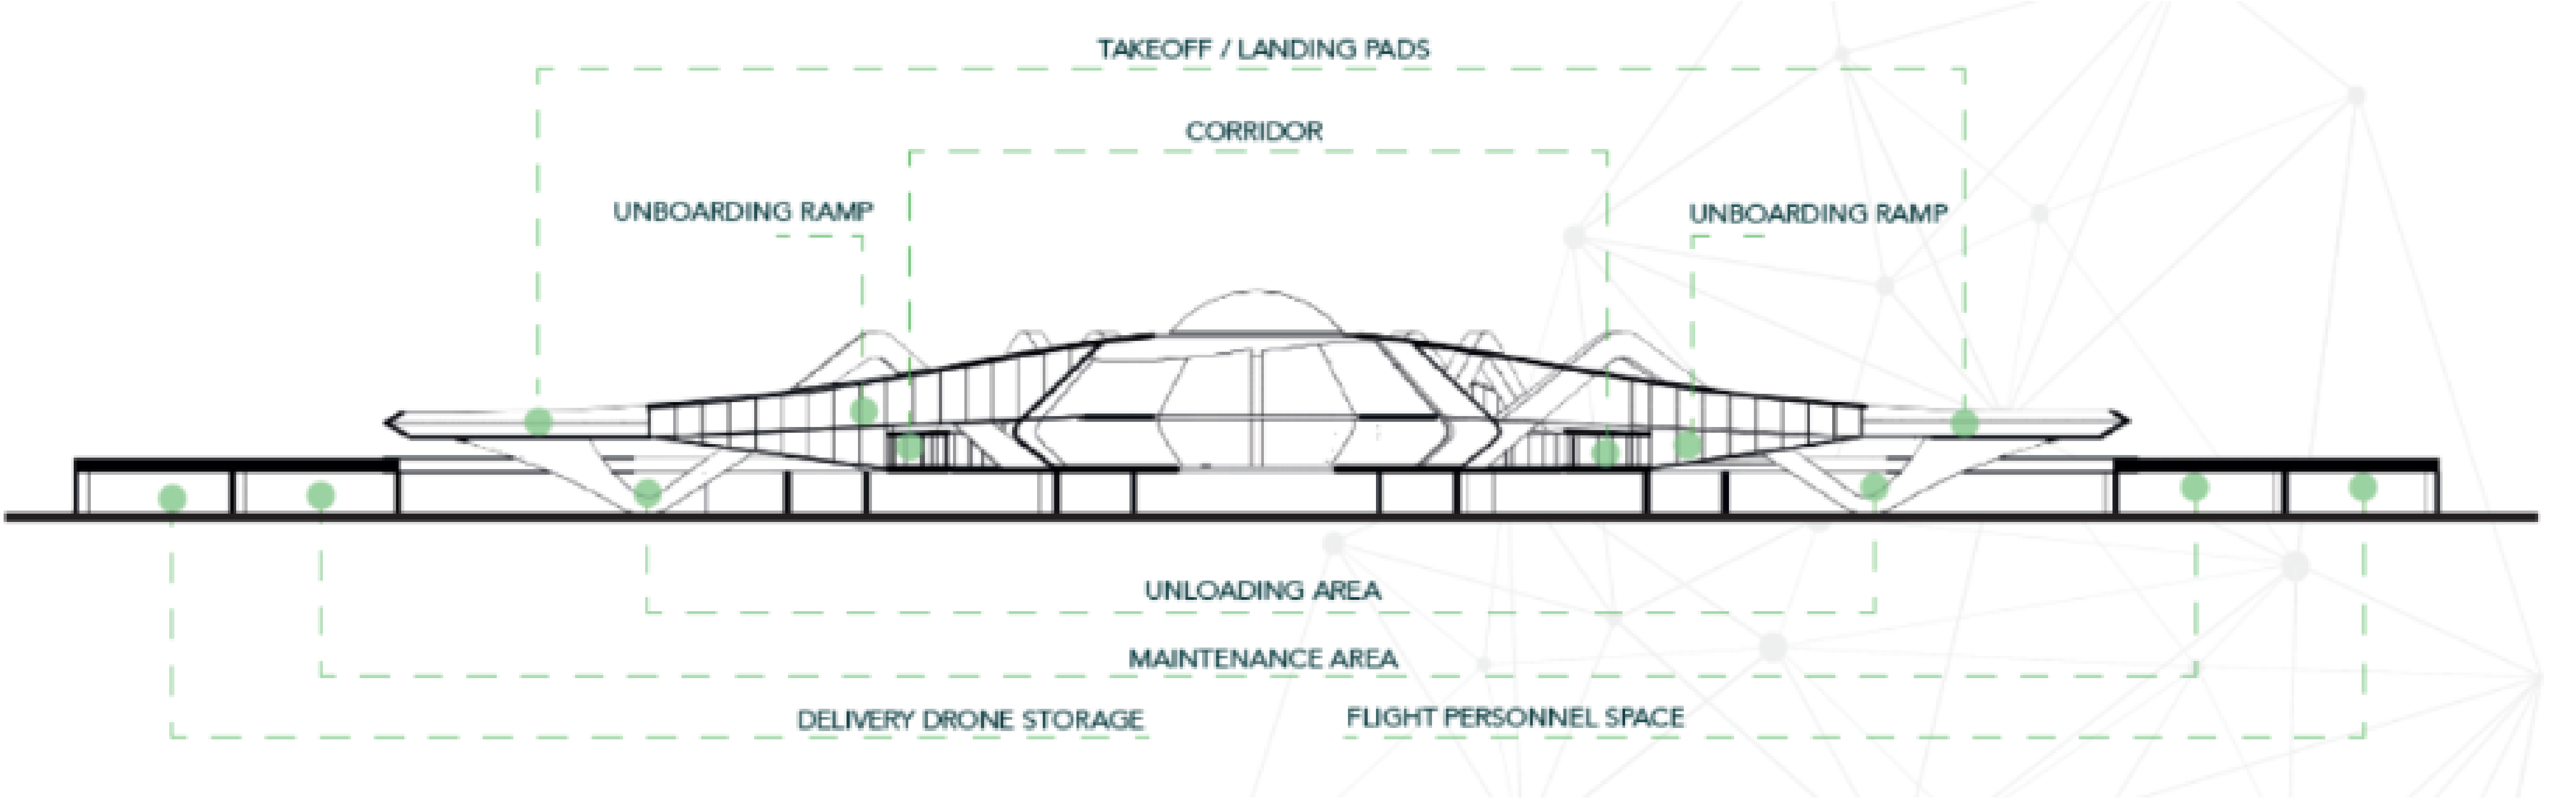 TAKEOFF / LANDING PADS
CORRIDOR
UNBOARDING RAMP
UNBOARDING RAMP
UNLOADING AREA
MAINTENANCE AREA
DELIVERY DRONE STORAGE
FLIGHT PERSONNEL SPACE